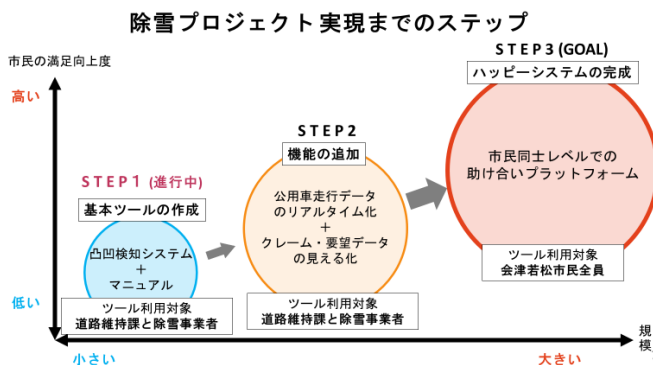 除雪プロジェクト実現までのステップ
市民の満足向上度
高い
低い
STEP1 (進行中)
基本ツールの作成
凸凹検知システム
+
マニュアル
ツール利用対象
道路維持課と除雪事業者
STEP2
機能の追加
公用車走行データ
のリアルタイム化
+
クレーム・要望データ
の見える化
ツール利用対象
道路維持課と除雪事業者
STEP3 (GOAL)
ハッピーシステムの完成
市民同士レベルでの
助け合いプラットフォーム
ツール利用対象
会津若松市民全員
小さい
大きい
規
模